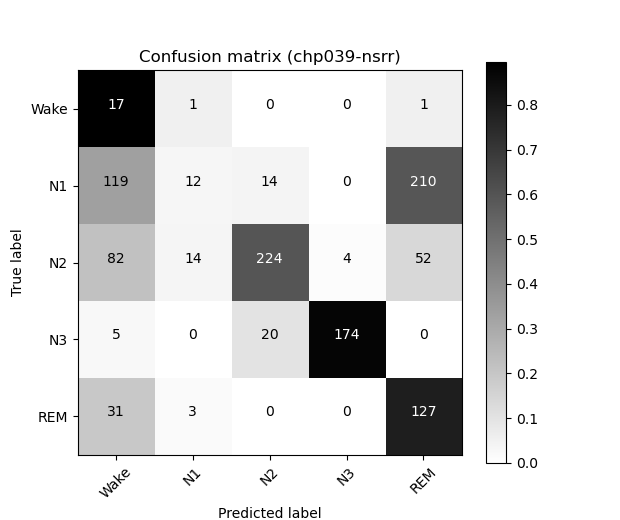 Confusion matrix (chp039-nsrr)
Wake 17 1 0 0 1
N1 119 12 14 0 210
N2 82 14 224 4 52
N3 5 0 20 174 0
REM 31 3 0 0 127
Wake N1 N2 N3 REM
True label
Predicted label
0.8
0.7
0.6
0.5
0.4
0.3
0.2
0.1
0.0